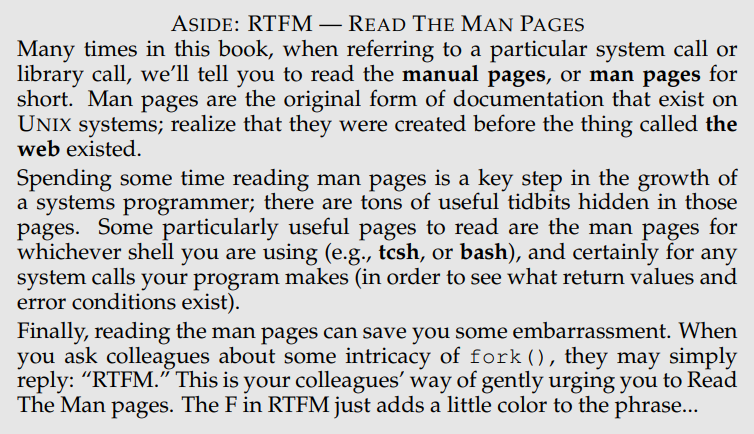 ASIDE: RTFM — READ THE MAN PAGES
Many times in this book, when referring to a particular system call or
library call, we'll tell you to read the manual pages, or man pages for
short. Man pages are the original form of documentation that exist on
UNIX systems; realize that they were created before the thing called the
web existed.
Spending some time reading man pages is a key step in the growth of
a systems programmer; there are tons of useful tidbits hidden in those
pages. Some particularly useful pages to read are the man pages for
whichever shell you are using (e.g., tcsh, or bash), and certainly for any
system calls your program makes (in order to see what return values and
error conditions exist).
Finally, reading the man pages can save you some embarrassment. When
you ask colleagues about some intricacy of fork(), they may simply
reply: “RTFM.” This is your colleagues' way of gently urging you to Read
The Man pages. The F in RTFM just adds a little color to the phrase...